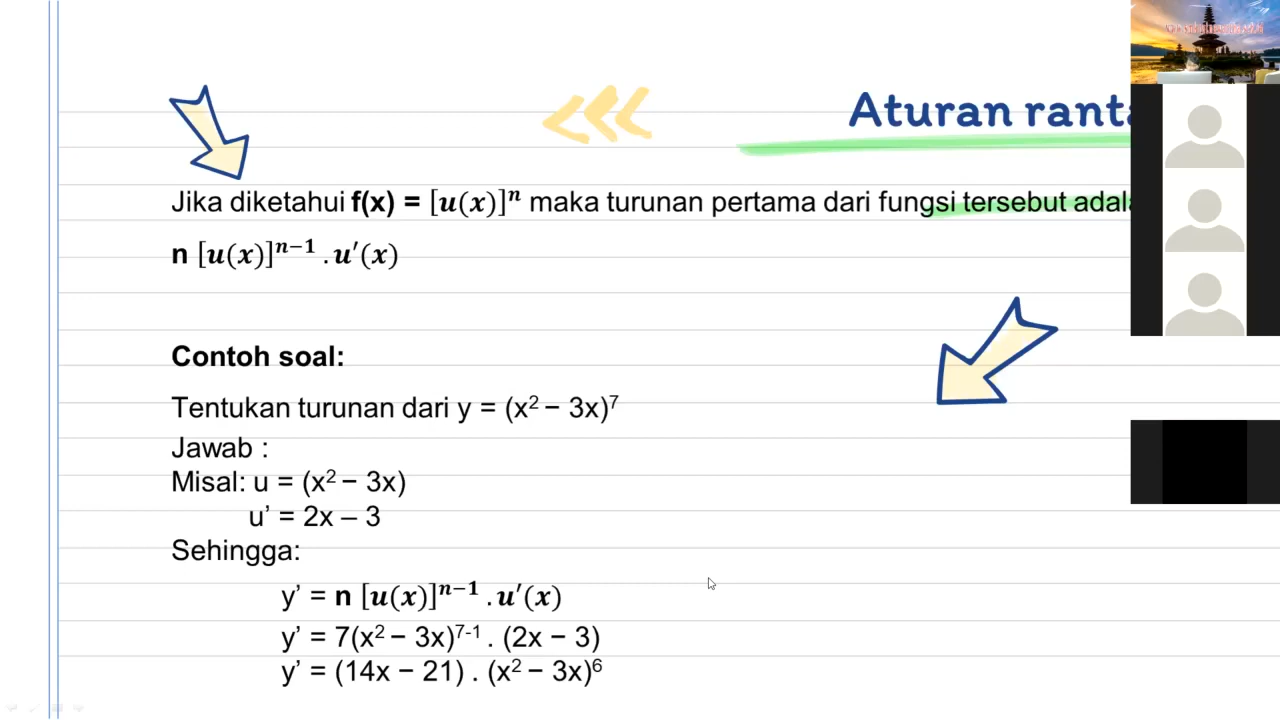 Aturan ranta
Jika diketahui f(x) = [u(x)]ⁿ maka turunan pertama dari fungsi tersebut adala
n [u(x)]ⁿ⁻¹ . u′(x)
Contoh soal:
Tentukan turunan dari y = (x² − 3x)⁷
Jawab :
Misal: u = (x² − 3x)
u’ = 2x – 3
Sehingga:
y’ = n [u(x)]ⁿ⁻¹ . u′(x)
y’ = 7(x² − 3x)⁷⁻¹ . (2x − 3)
y’ = (14x − 21) . (x² − 3x)⁶